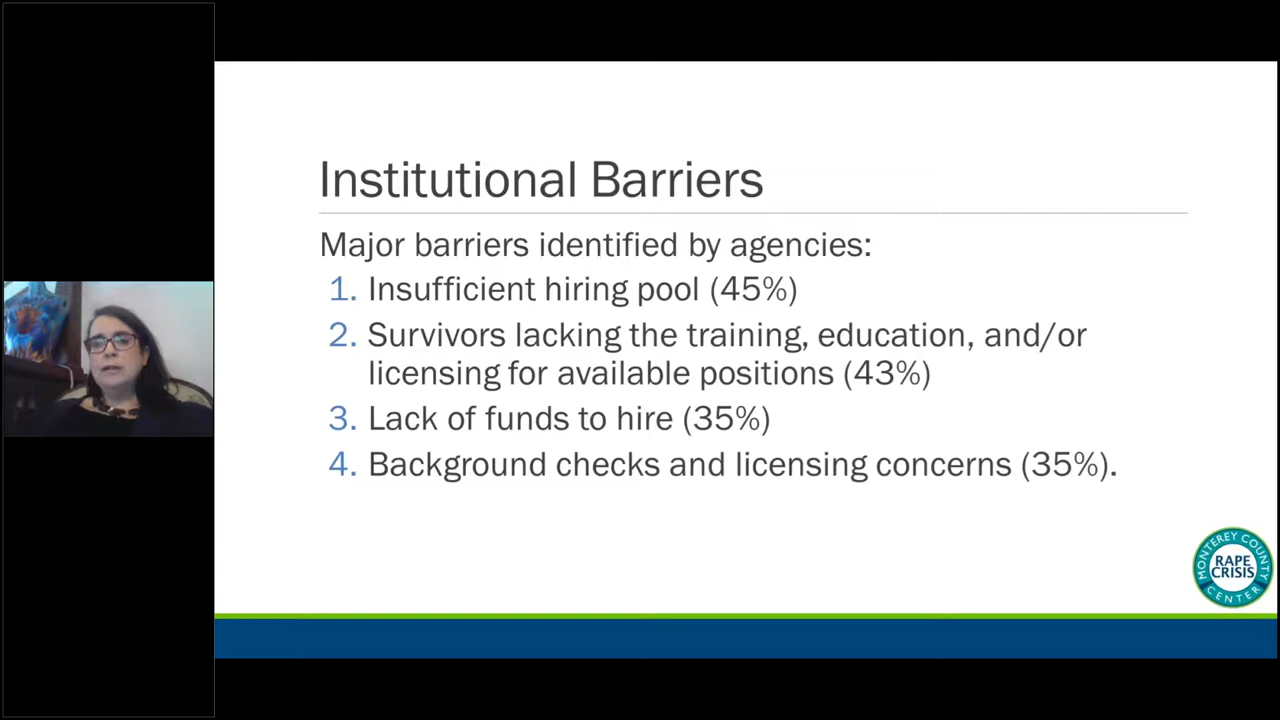 Institutional Barriers
Major barriers identified by agencies:
1. Insufficient hiring pool (45%)
2. Survivors lacking the training, education, and/or
licensing for available positions (43%)
3. Lack of funds to hire (35%)
4. Background checks and licensing concerns (35%).
MONTEREY COUNTY
RAPE
CRISIS
CENTER